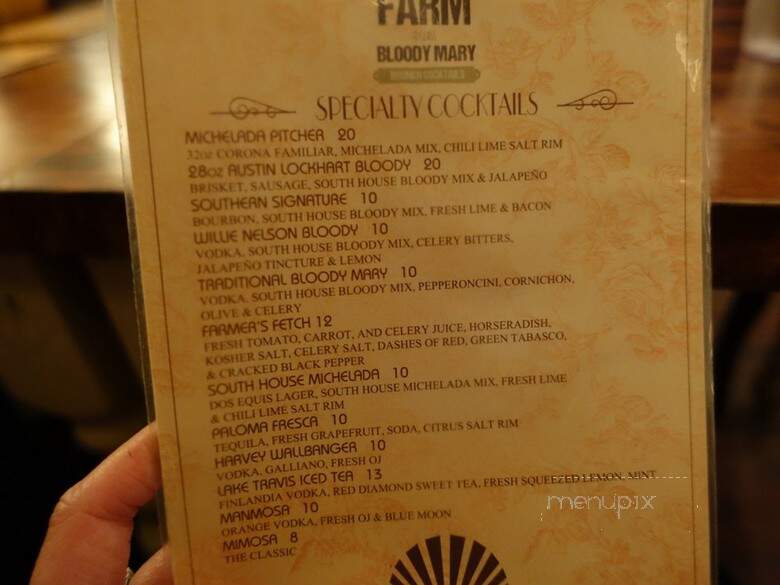 FARM
BLOODY MARY
SPECIALTY COCKTAILS
MICHELADA PITCHER 20
32OZ CORONA FAMILIAR, MICHELADA MIX, CHILI LIME SALT RIM
28OZ AUSTIN LOCKHART BLOODY 20
BRISKET, SAUSAGE, SOUTH HOUSE BLOODY MIX & JALAPEÑO
SOUTHERN SIGNATURE 10
BOURBON, SOUTH HOUSE BLOODY MIX, FRESH LIME & BACON
WILLIE NELSON BLOODY 10
VODKA, SOUTH HOUSE BLOODY MIX, CELERY BITTERS,
JALAPEÑO TINCTURE & LEMON
TRADITIONAL BLOODY MARY 10
VODKA, SOUTH HOUSE BLOODY MIX, PEPPERONCINI, CORNICHON,
OLIVE & CELERY
FARMER'S FETCH 12
FRESH TOMATO, CARROT, AND CELERY JUICE, HORSERADISH,
KOSHER SALT, CELERY SALT, DASHES OF RED, GREEN TABASCO,
& CRACKED BLACK PEPPER
SOUTH HOUSE MICHELADA 10
DOS EQUIS LAGER, SOUTH HOUSE MICHELADA MIX, FRESH LIME
& CHILI LIME SALT RIM
PALOMA FRESCA 10
TEQUILA, FRESH GRAPEFRUIT, SODA, CITRUS SALT RIM
HARVEY WALLBANGER 10
VODKA, GALLIANO, FRESH OJ
LAKE TRAVIS ICED TEA 13
FINLANDIA VODKA, RED DIAMOND SWEET TEA, FRESH SQUEEZED LEMON, MINT
MANMOSA 10
ORANGE VODKA, FRESH OJ & BLUE MOON
MIMOSA 8
THE CLASSIC
menupix